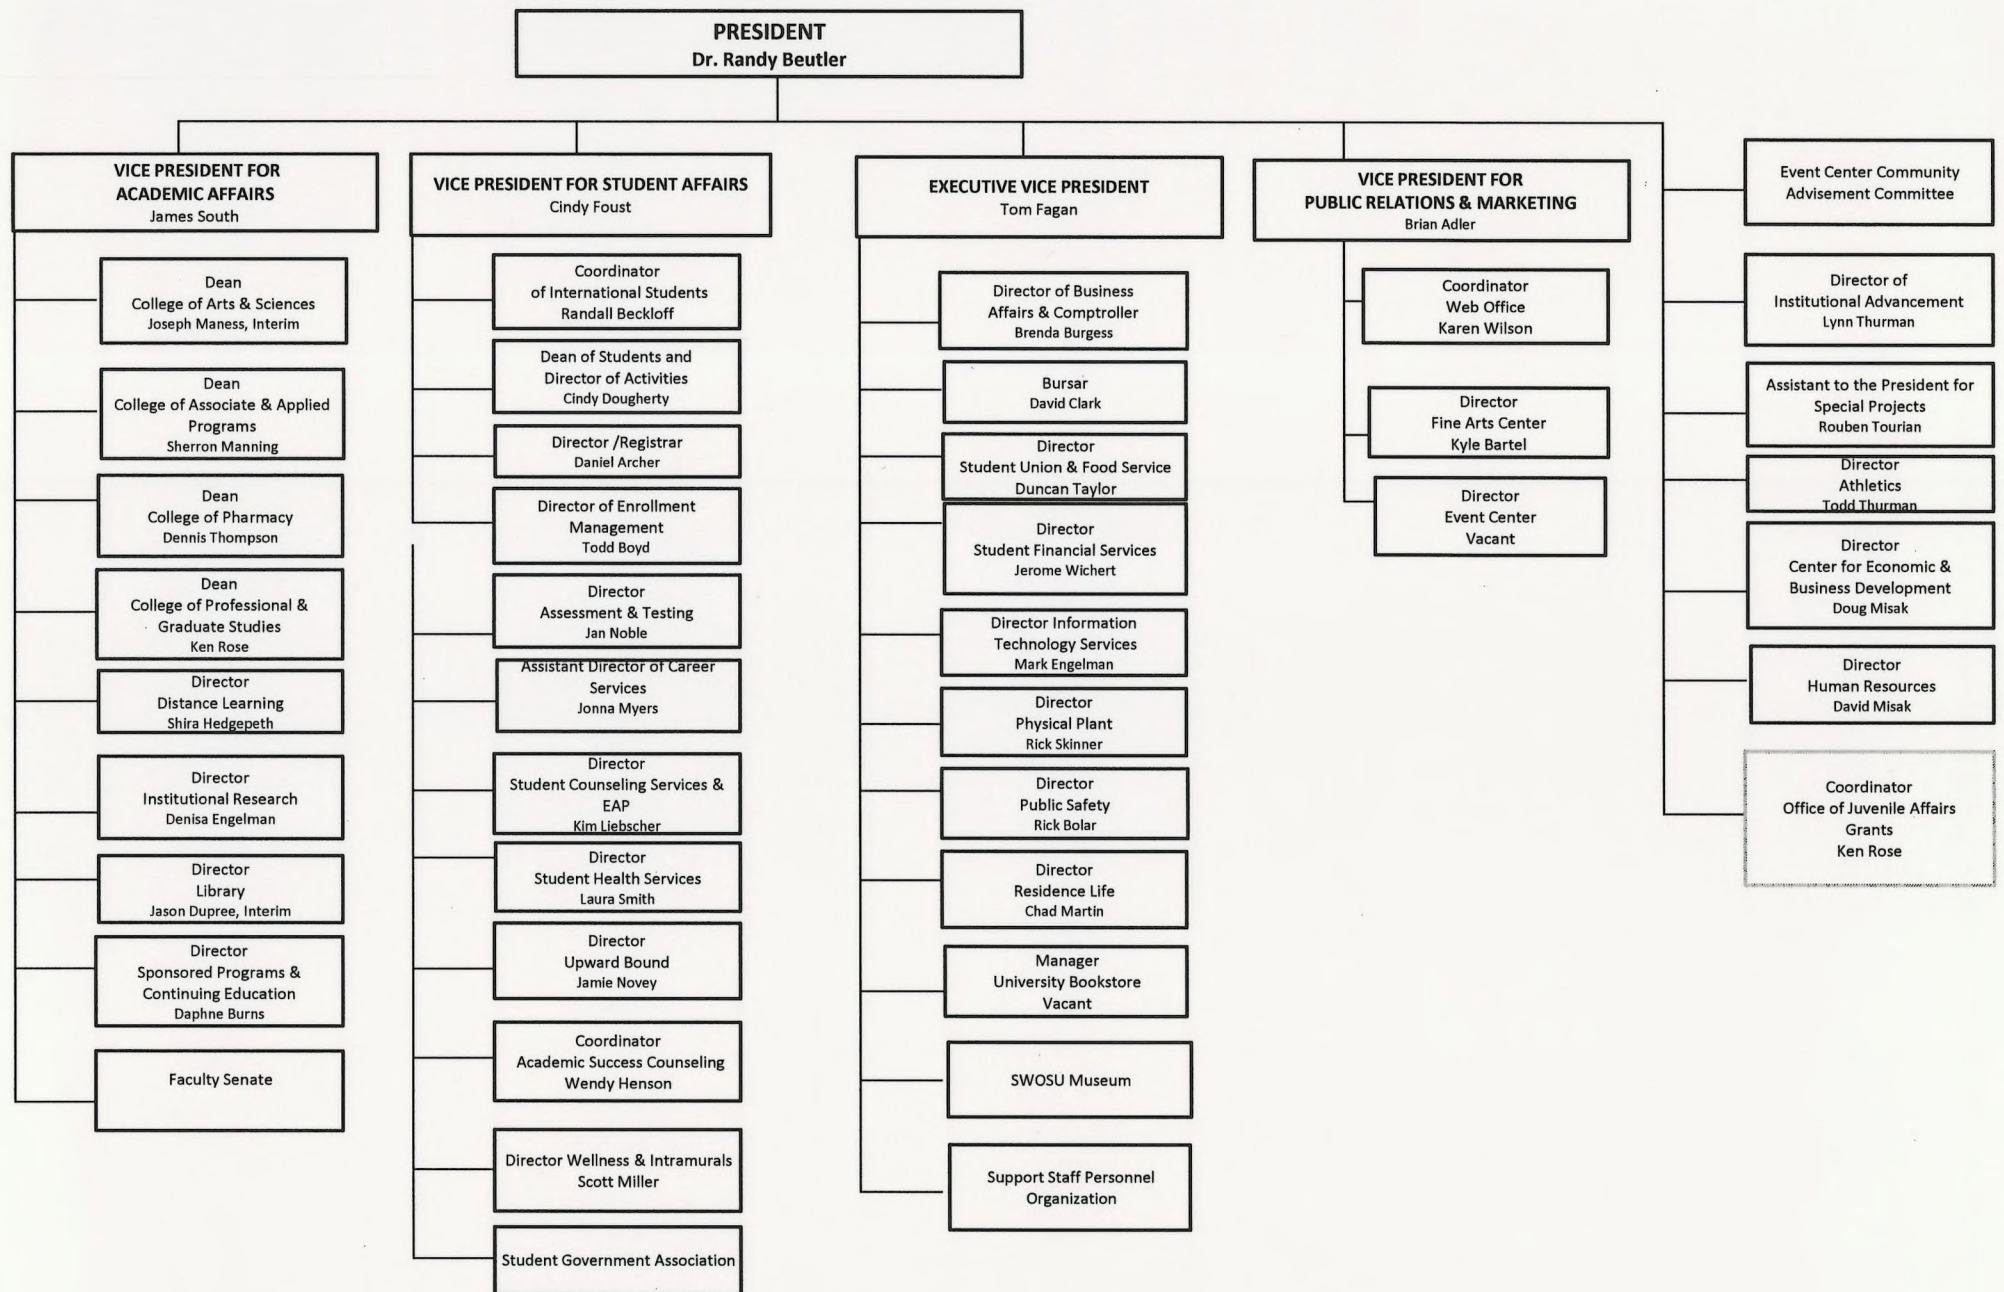 PRESIDENT
Dr. Randy Beutler
VICE PRESIDENT FOR
ACADEMIC AFFAIRS
James South
Dean
College of Arts & Sciences
Joseph Maness, Interim
Dean
College of Associate & Applied
Programs
Sherron Manning
Dean
College of Pharmacy
Dennis Thompson
Dean
College of Professional &
Graduate Studies
Ken Rose
Director
Distance Learning
Shira Hedgepeth
Director
Institutional Research
Denisa Engelman
Director
Library
Jason Dupree, Interim
Director
Sponsored Programs &
Continuing Education
Daphne Burns
Faculty Senate
VICE PRESIDENT FOR STUDENT AFFAIRS
Cindy Foust
Coordinator
of International Students
Randall Beckloff
Dean of Students and
Director of Activities
Cindy Dougherty
Director /Registrar
Daniel Archer
Director of Enrollment
Management
Todd Boyd
Director
Assessment & Testing
Jan Noble
Assistant Director of Career
Services
Jonna Myers
Director
Student Counseling Services &
EAP
Kim Liebscher
Director
Student Health Services
Laura Smith
Director
Upward Bound
Jamie Novey
Coordinator
Academic Success Counseling
Wendy Henson
Director Wellness & Intramurals
Scott Miller
Student Government Association
EXECUTIVE VICE PRESIDENT
Tom Fagan
Director of Business
Affairs & Comptroller
Brenda Burgess
Bursar
David Clark
Director
Student Union & Food Service
Duncan Taylor
Director
Student Financial Services
Jerome Wichert
Director Information
Technology Services
Mark Engelman
Director
Physical Plant
Rick Skinner
Director
Public Safety
Rick Bolar
Director
Residence Life
Chad Martin
Manager
University Bookstore
Vacant
SWOSU Museum
Support Staff Personnel
Organization
VICE PRESIDENT FOR
PUBLIC RELATIONS & MARKETING
Brian Adler
Coordinator
Web Office
Karen Wilson
Director
Fine Arts Center
Kyle Bartel
Director
Event Center
Vacant
Event Center Community
Advisement Committee
Director of
Institutional Advancement
Lynn Thurman
Assistant to the President for
Special Projects
Rouben Tourian
Director
Athletics
Todd Thurman
Director
Center for Economic &
Business Development
Doug Misak
Director
Human Resources
David Misak
Coordinator
Office of Juvenile Affairs
Grants
Ken Rose